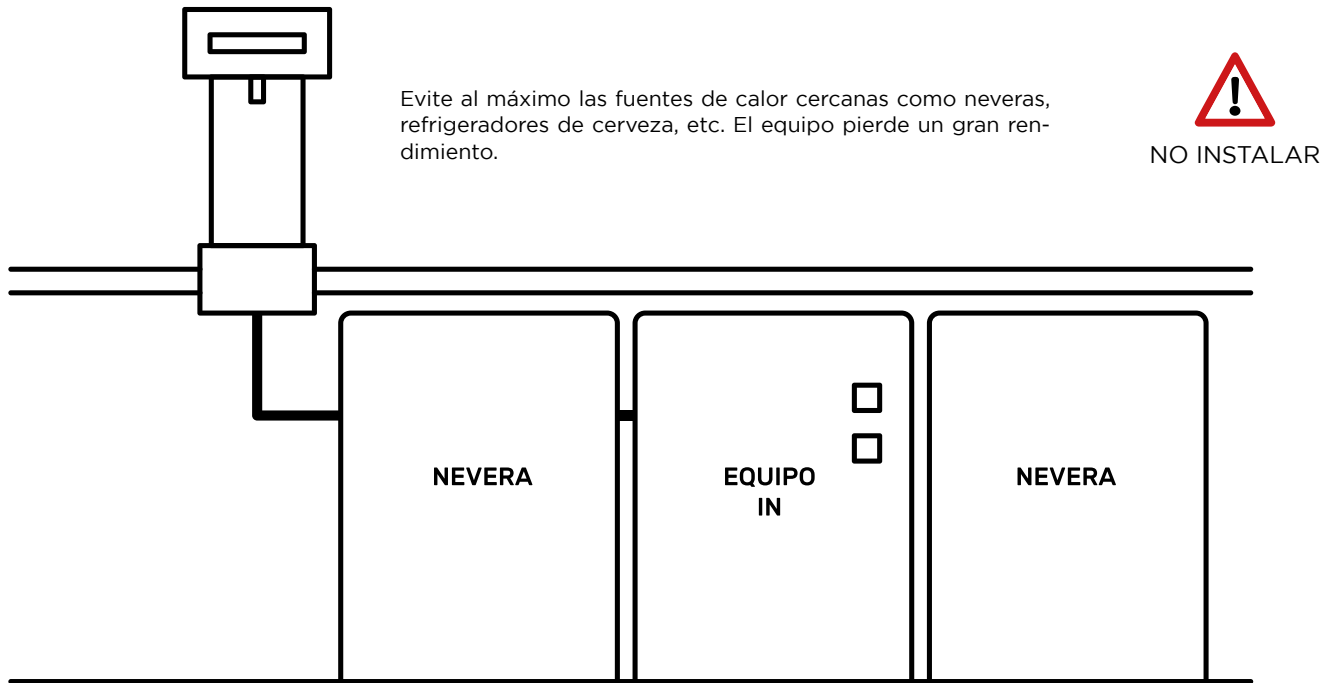 Evite al máximo las fuentes de calor cercanas como neveras,
refrigeradores de cerveza, etc. El equipo pierde un gran ren-
dimiento.
NO INSTALAR
NEVERA
EQUIPO
IN
NEVERA